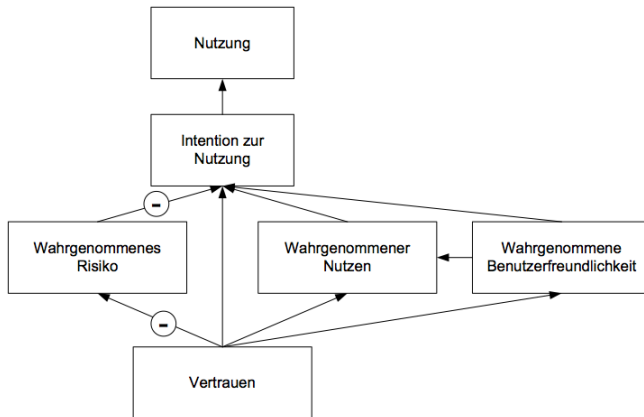 Nutzung
Intention zur
Nutzung
-
Wahrgenommenes
Risiko
Wahrgenommener
Nutzen
Wahrgenommene
Benutzerfreundlichkeit
-
Vertrauen